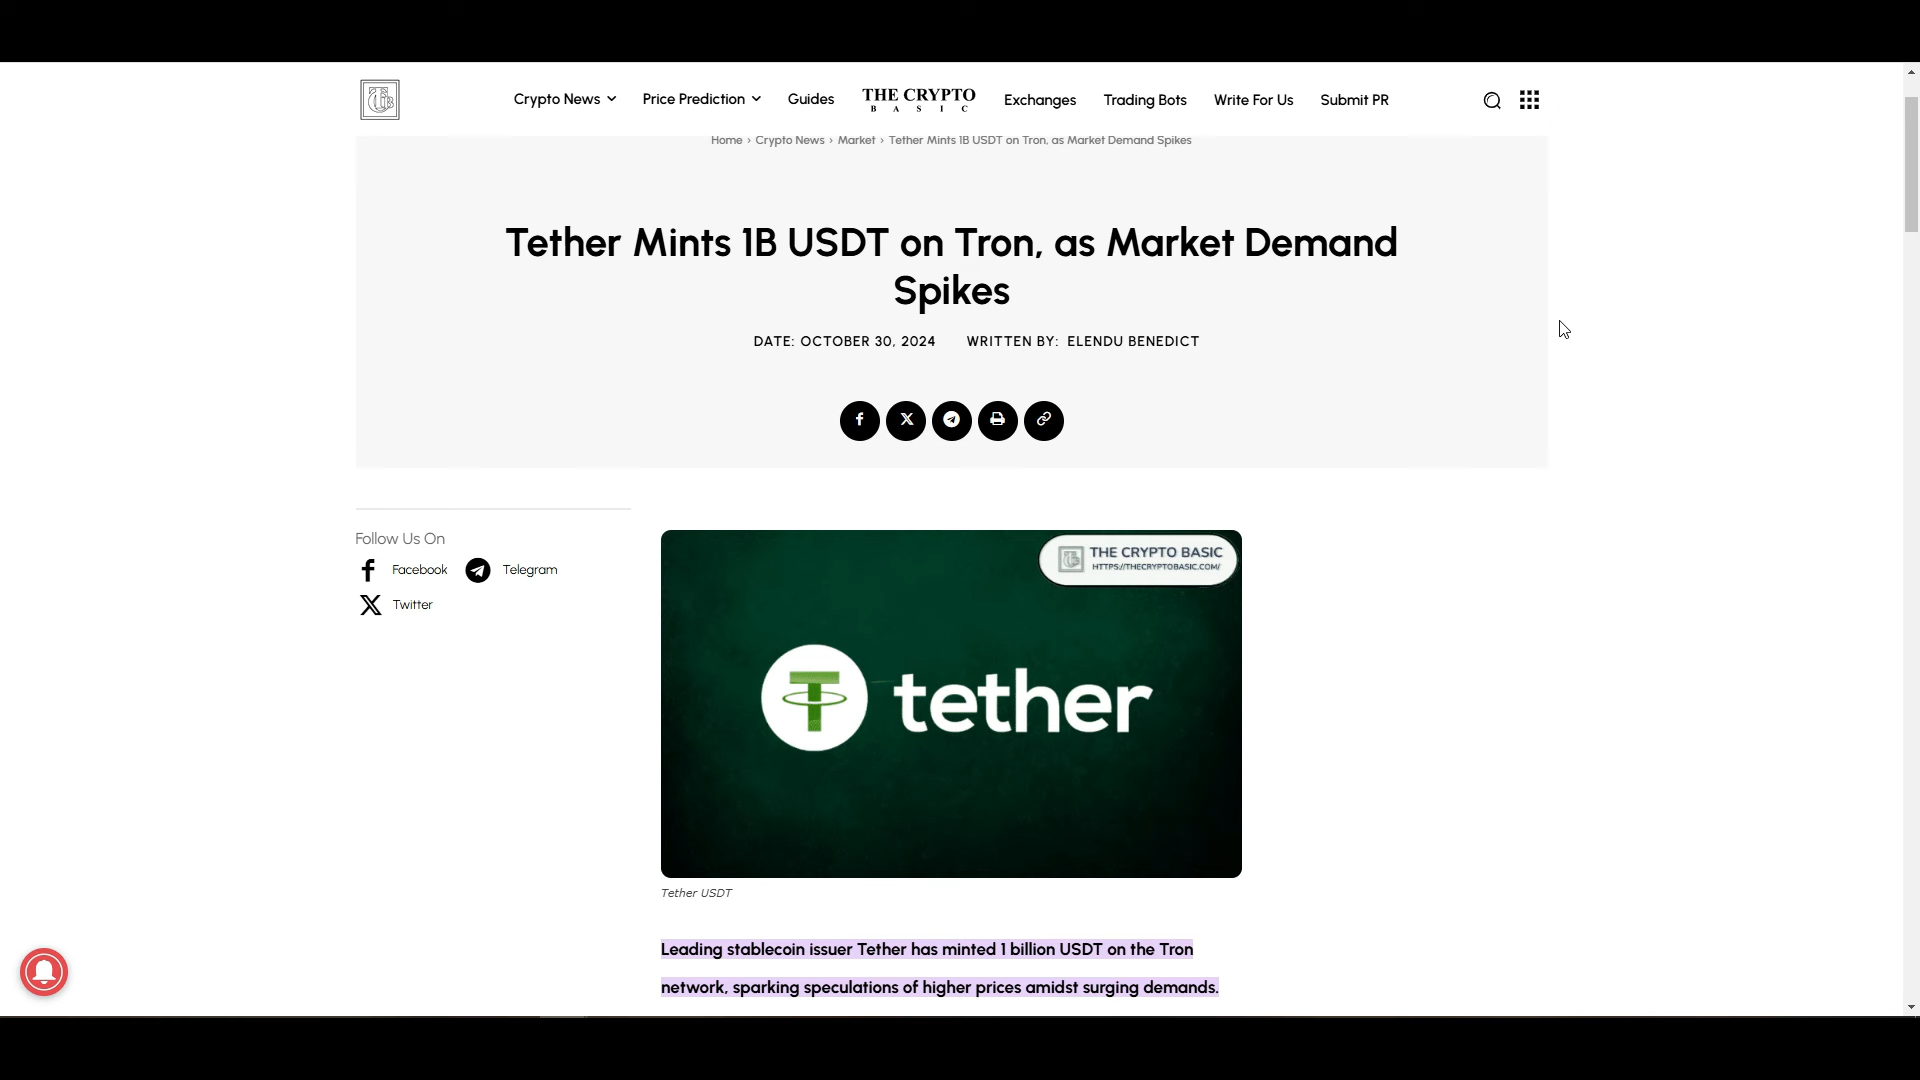 Crypto News Price Prediction Guides THE CRYPTO BASIC Exchanges Trading Bots Write For Us Submit PR
Home › Crypto News › Market › Tether Mints 1B USDT on Tron, as Market Demand Spikes
Tether Mints 1B USDT on Tron, as Market Demand
Spikes
DATE: OCTOBER 30, 2024 WRITTEN BY: ELENDU BENEDICT
Follow Us On
Facebook Telegram
Twitter
THE CRYPTO BASIC
HTTPS://THECRYPTOBASIC.COM/
tether
Tether USDT
Leading stablecoin issuer Tether has minted 1 billion USDT on the Tron
network, sparking speculations of higher prices amidst surging demands.